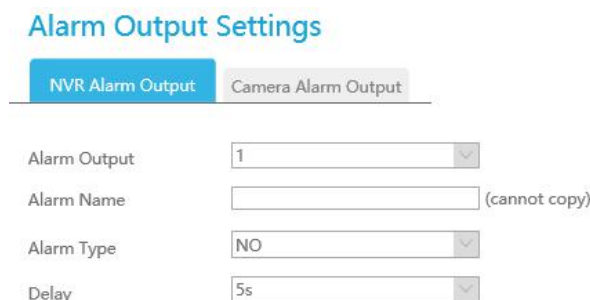 Alarm Output Settings
NVR Alarm Output Camera Alarm Output
Alarm Output 1
Alarm Name (cannot copy)
Alarm Type NO
Delay 5s